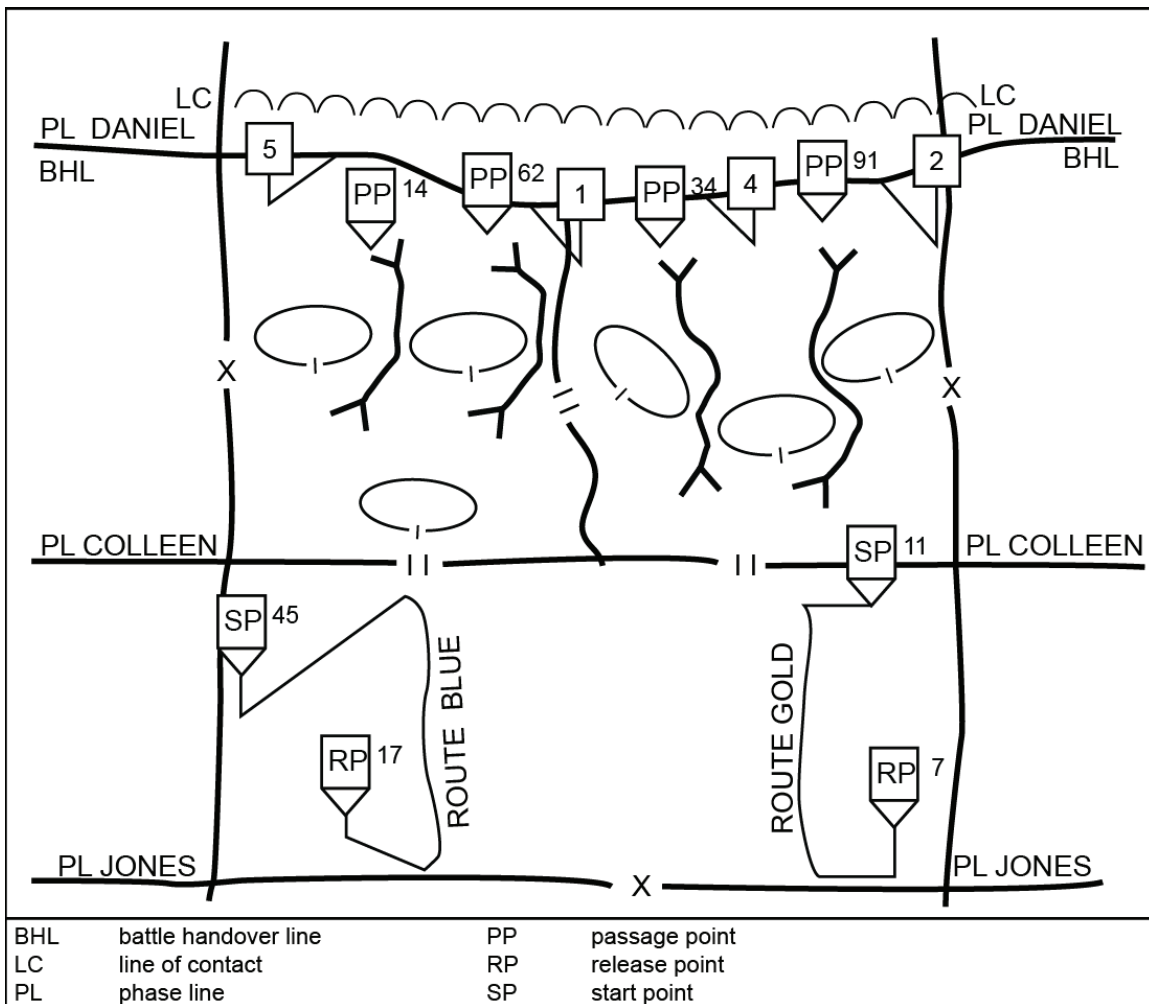 LC LC
PL DANIEL PL DANIEL
BHL BHL
5 PP 14 PP 62 1 PP 34 4 PP 91 2
I I I I I
X II X
I
PL COLLEEN II II SP 11 PL COLLEEN
SP 45
ROUTE BLUE
ROUTE GOLD
RP 17 RP 7
PL JONES X PL JONES
BHL battle handover line PP passage point
LC line of contact RP release point
PL phase line SP start point